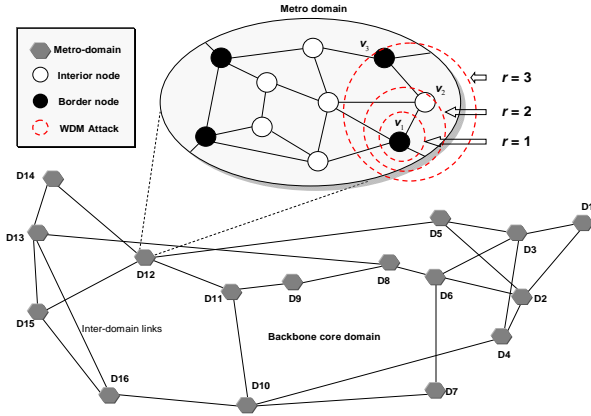 Metro domain
Metro-domain
Interior node
Border node
WDM Attack
v3
v2
v1
r = 3
r = 2
r = 1
D14
D13
D12
D5
D3
D1
D11
D9
D8
D6
D2
D15
Inter-domain links
Backbone core domain
D4
D16
D10
D7